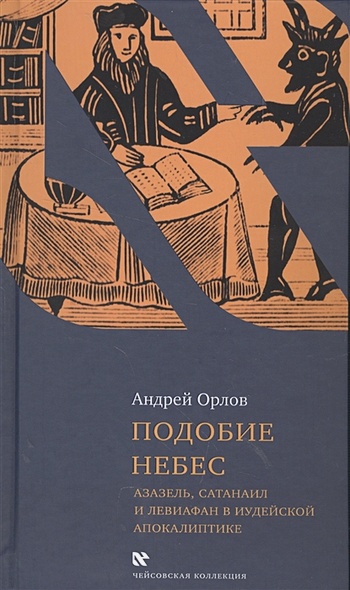 Андрей Орлов
ПОДОБИЕ
НЕБЕС
АЗАЗЕЛЬ, САТАНАИЛ
И ЛЕВИАФАН В ИУДЕЙСКОЙ
АПОКАЛИПТИКЕ
ЧЕЙСОВСКАЯ КОЛЛЕКЦИЯ